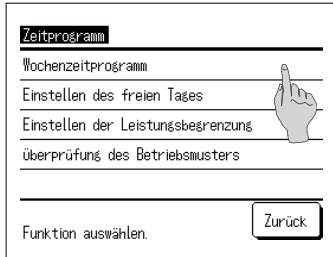 Zeitprogramm
Wochenzeitprogramm
Einstellen des freien Tages
Einstellen der Leistungsbegrenzung
überprüfung des Betriebsmusters
Funktion auswählen.
Zurück